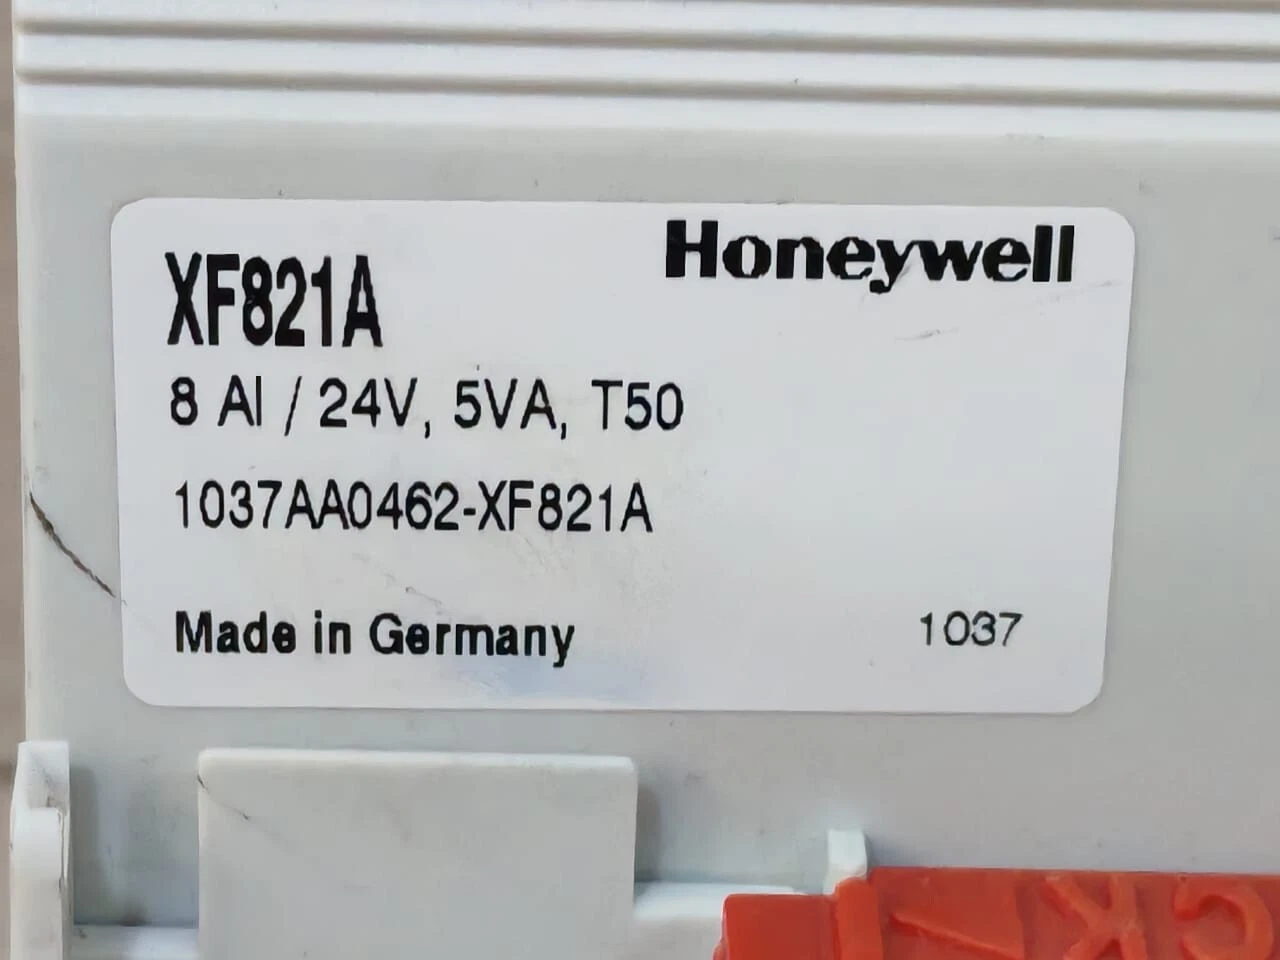 Honeywell
XF821A
8 AI / 24V, 5VA, T50
1037AA0462-XF821A
Made in Germany 1037